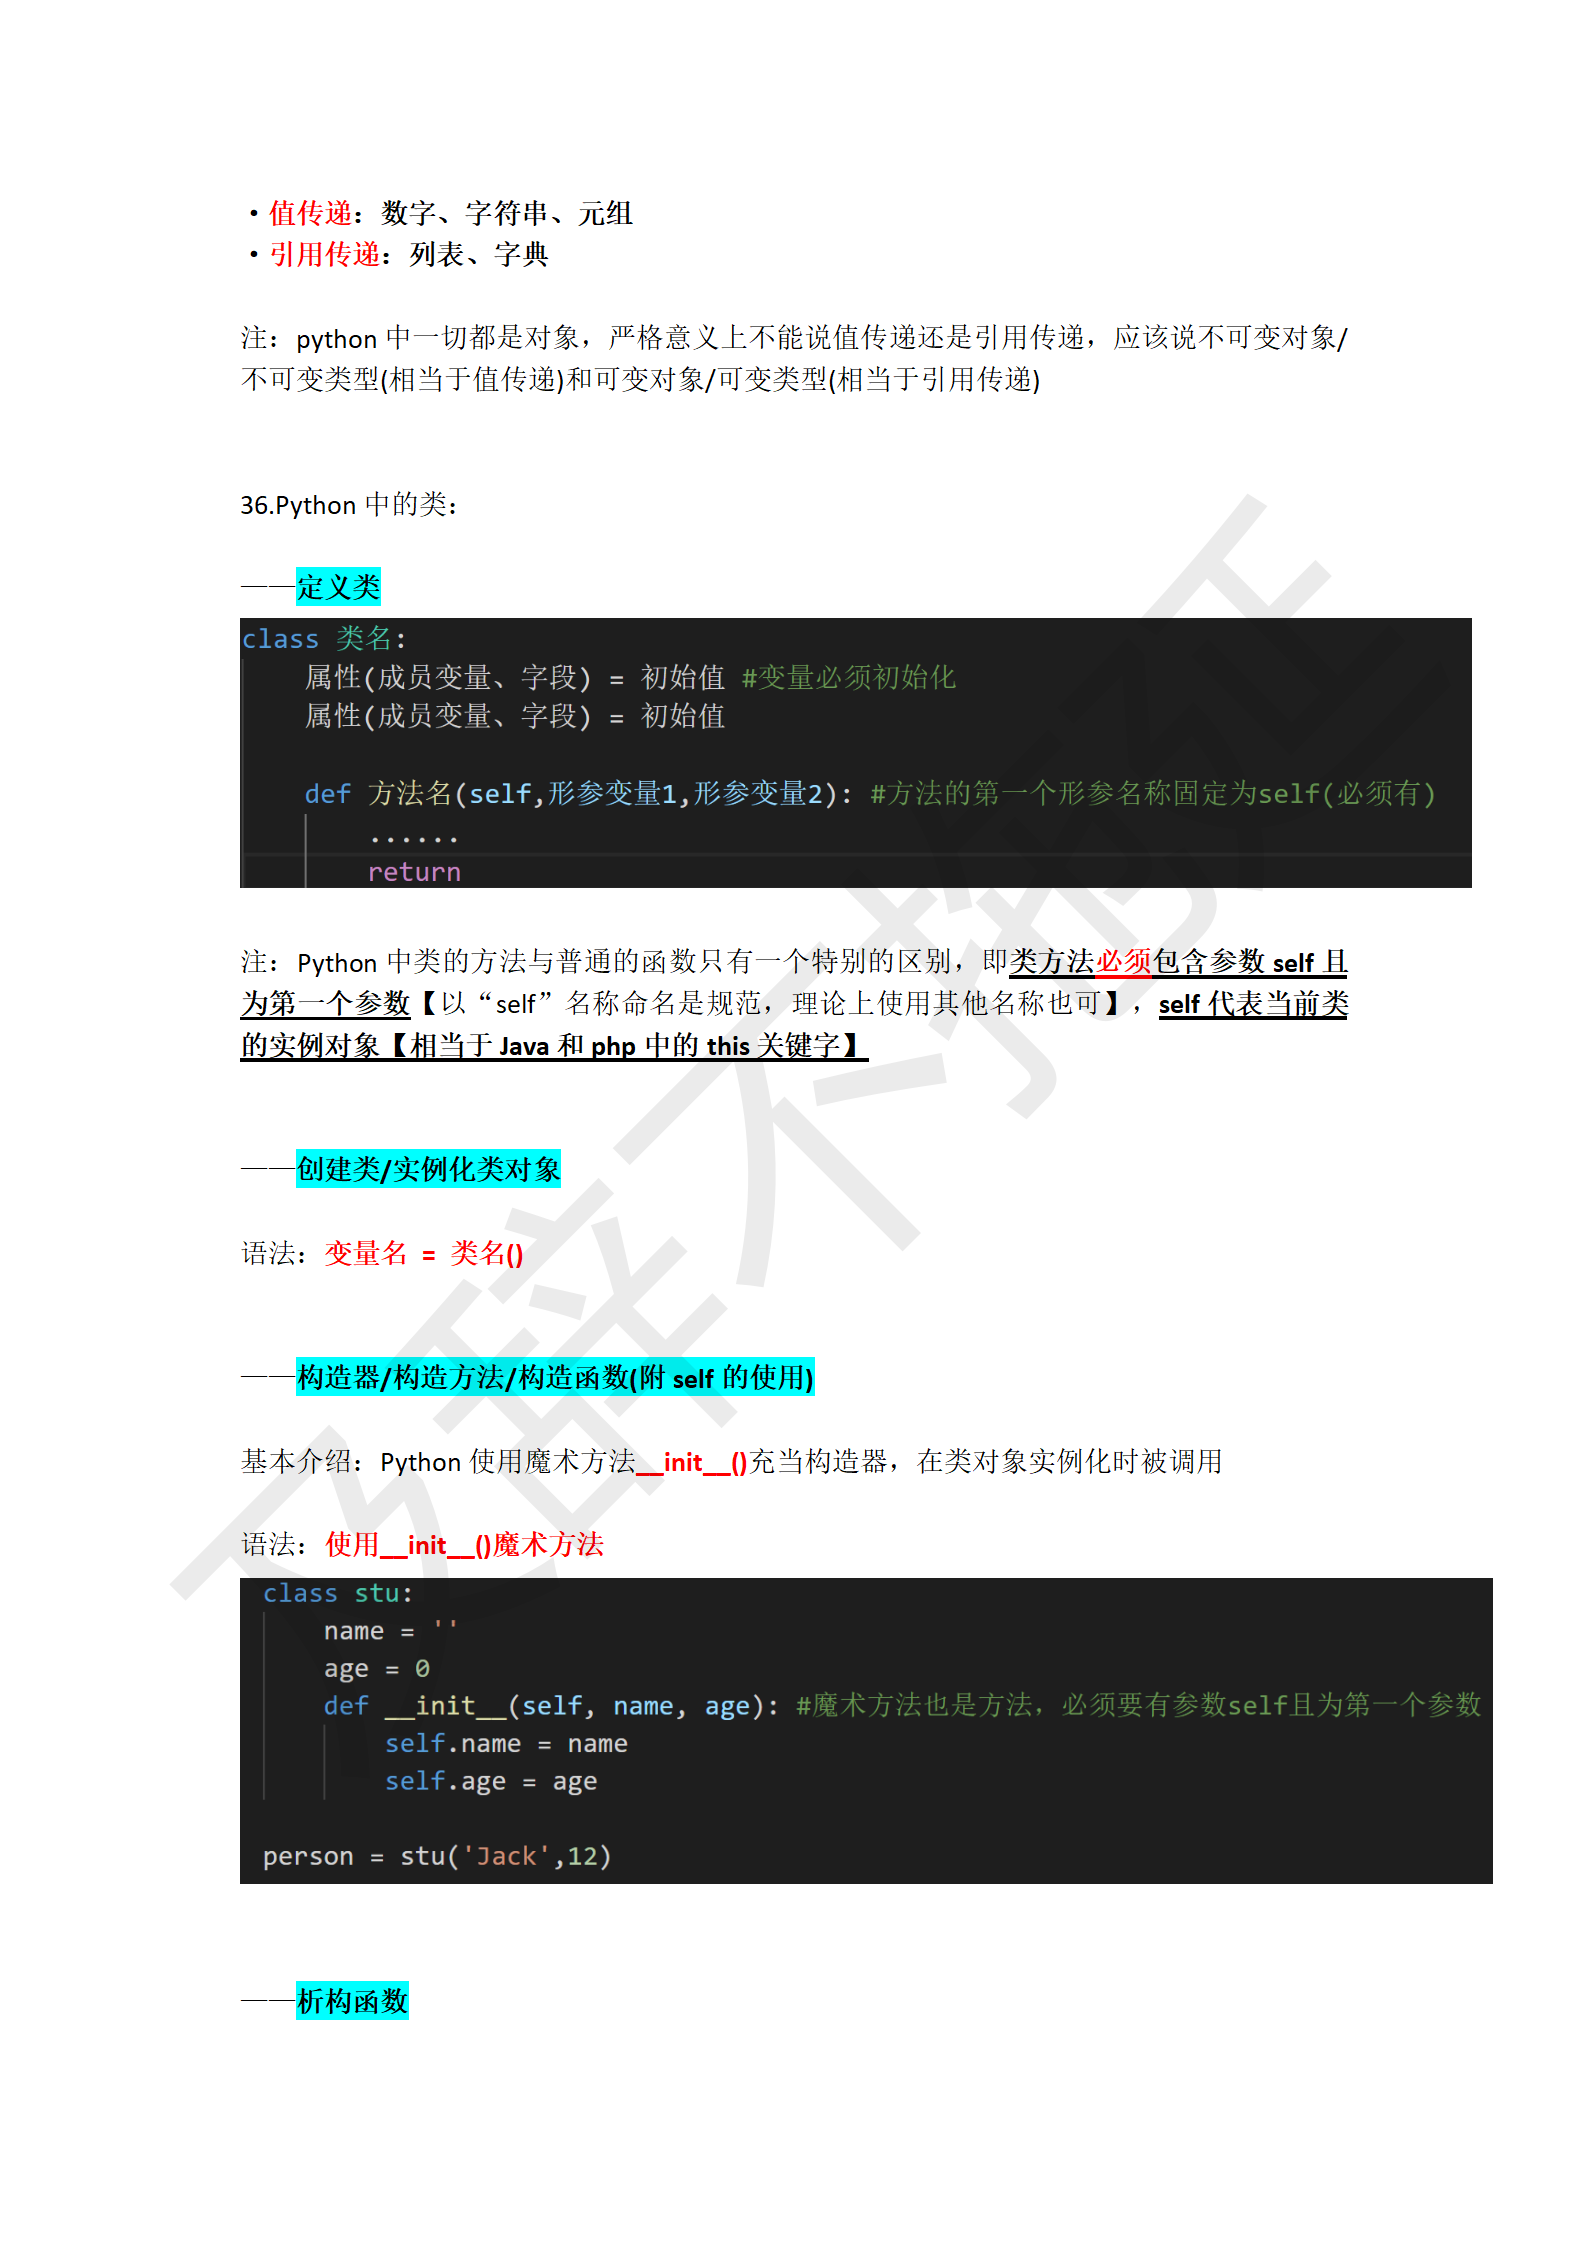 ·值传递：数字、字符串、元组
·引用传递：列表、字典
注：python 中一切都是对象，严格意义上不能说值传递还是引用传递，应该说不可变对象/
不可变类型(相当于值传递)和可变对象/可变类型(相当于引用传递)
36.Python 中的类：
——定义类
class 类名:
    属性(成员变量、字段) = 初始值 #变量必须初始化
    属性(成员变量、字段) = 初始值
    def 方法名(self,形参变量1,形参变量2): #方法的第一个形参名称固定为self(必须有)
        ......
        return
注：Python 中类的方法与普通的函数只有一个特别的区别，即类方法必须包含参数 self 且
为第一个参数【以“self”名称命名是规范，理论上使用其他名称也可】，self 代表当前类
的实例对象【相当于 Java 和 php 中的 this 关键字】
——创建类/实例化类对象
语法：变量名 = 类名()
——构造器/构造方法/构造函数(附 self 的使用)
基本介绍：Python 使用魔术方法__init__()充当构造器，在类对象实例化时被调用
语法：使用__init__()魔术方法
class stu:
    name = ''
    age = 0
    def __init__(self, name, age): #魔术方法也是方法，必须要有参数self且为第一个参数
        self.name = name
        self.age = age
person = stu('Jack',12)
——析构函数